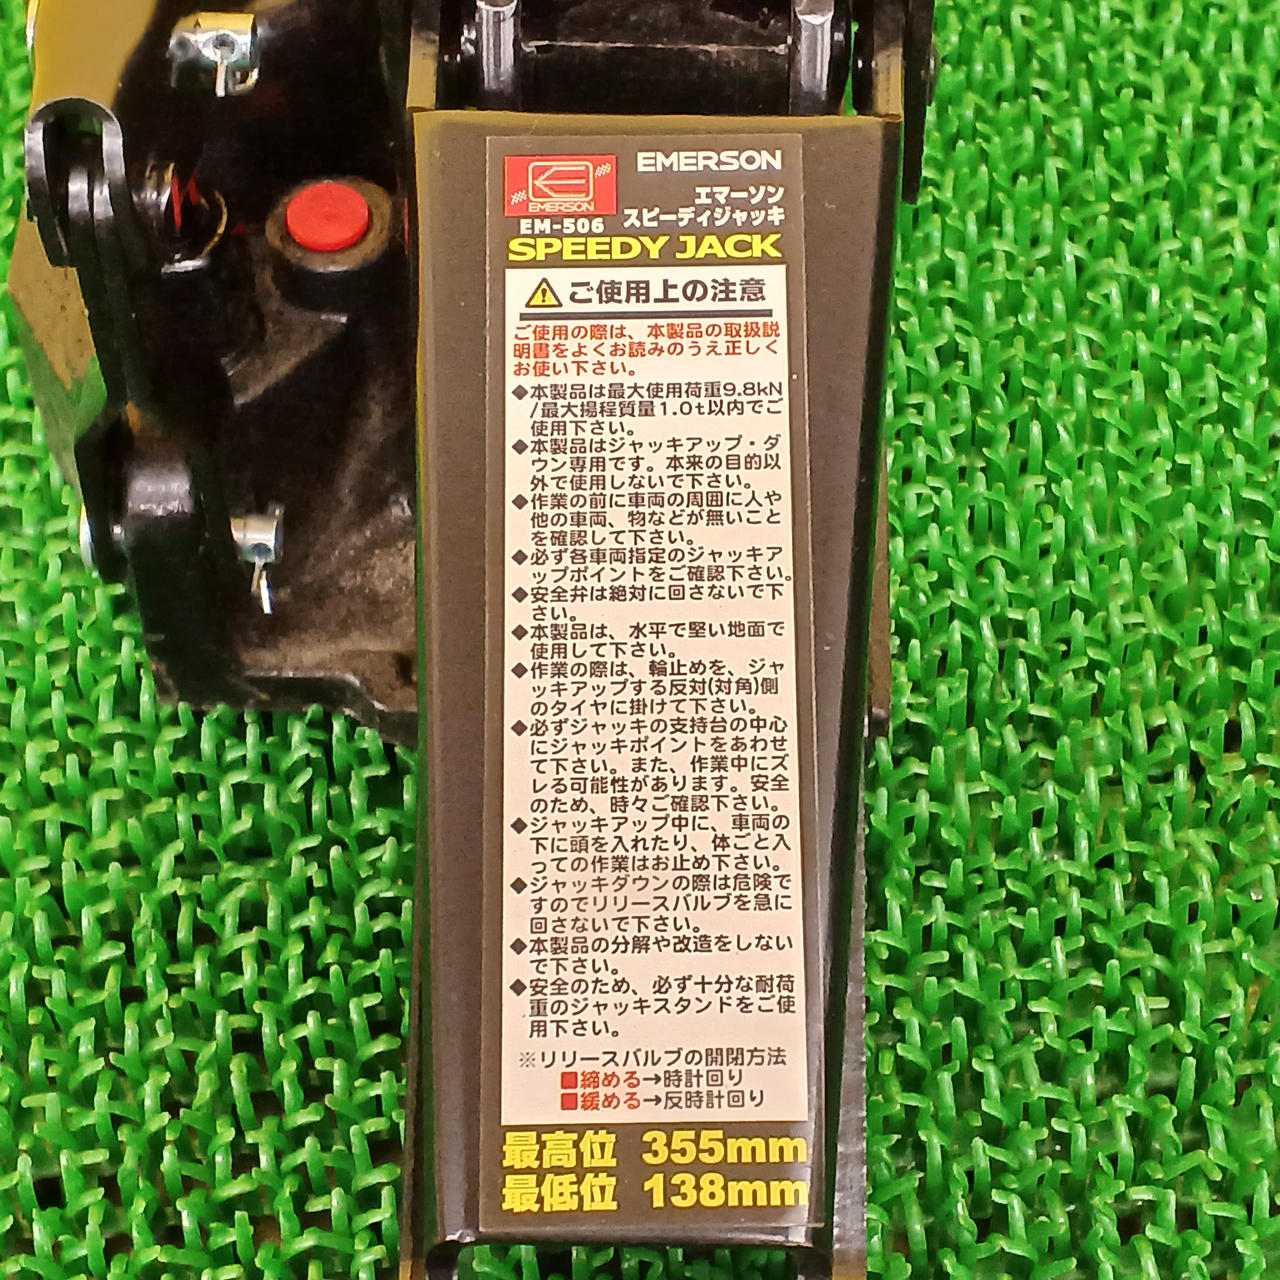 EMERSON
EMERSON
エマーソン
スピーディジャッキ
EM-506
SPEEDY JACK
ご使用上の注意
ご使用の際は、本製品の取扱説
明書をよくお読みのうえ正しく
お使い下さい。
◆本製品は最大使用荷重9.8kN
/最大揚程質量1.0t以内でご
使用下さい。
◆本製品はジャッキアップ・ダ
ウン専用です。本来の目的以
外で使用しないで下さい。
◆作業の前に車両の周囲に人や
他の車両、物などが無いこと
を確認して下さい。
◆必ず各車両指定のジャッキア
ップポイントをご確認下さい。
◆安全弁は絶対に回さないで下
さい。
◆本製品は、水平で堅い地面で
使用して下さい。
◆作業の際は、輪止めを、ジャ
ッキアップする反対(対角)側
のタイヤに掛けて下さい。
◆必ずジャッキの支持台の中心
にジャッキポイントをあわせ
て下さい。また、作業中にズ
レる可能性があります。安全
のため、時々ご確認下さい。
◆ジャッキアップ中に、車両の
下に頭を入れたり、体ごと入
っての作業はお止め下さい。
◆ジャッキダウンの際は危険で
すのでリリースバルブを急に
回さないで下さい。
◆本製品の分解や改造をしない
で下さい。
◆安全のため、必ず十分な耐荷
重のジャッキスタンドをご使
用下さい。
※リリースバルブの開閉方法
■締める→時計回り
■緩める→反時計回り
最高位 355mm
最低位 138mm